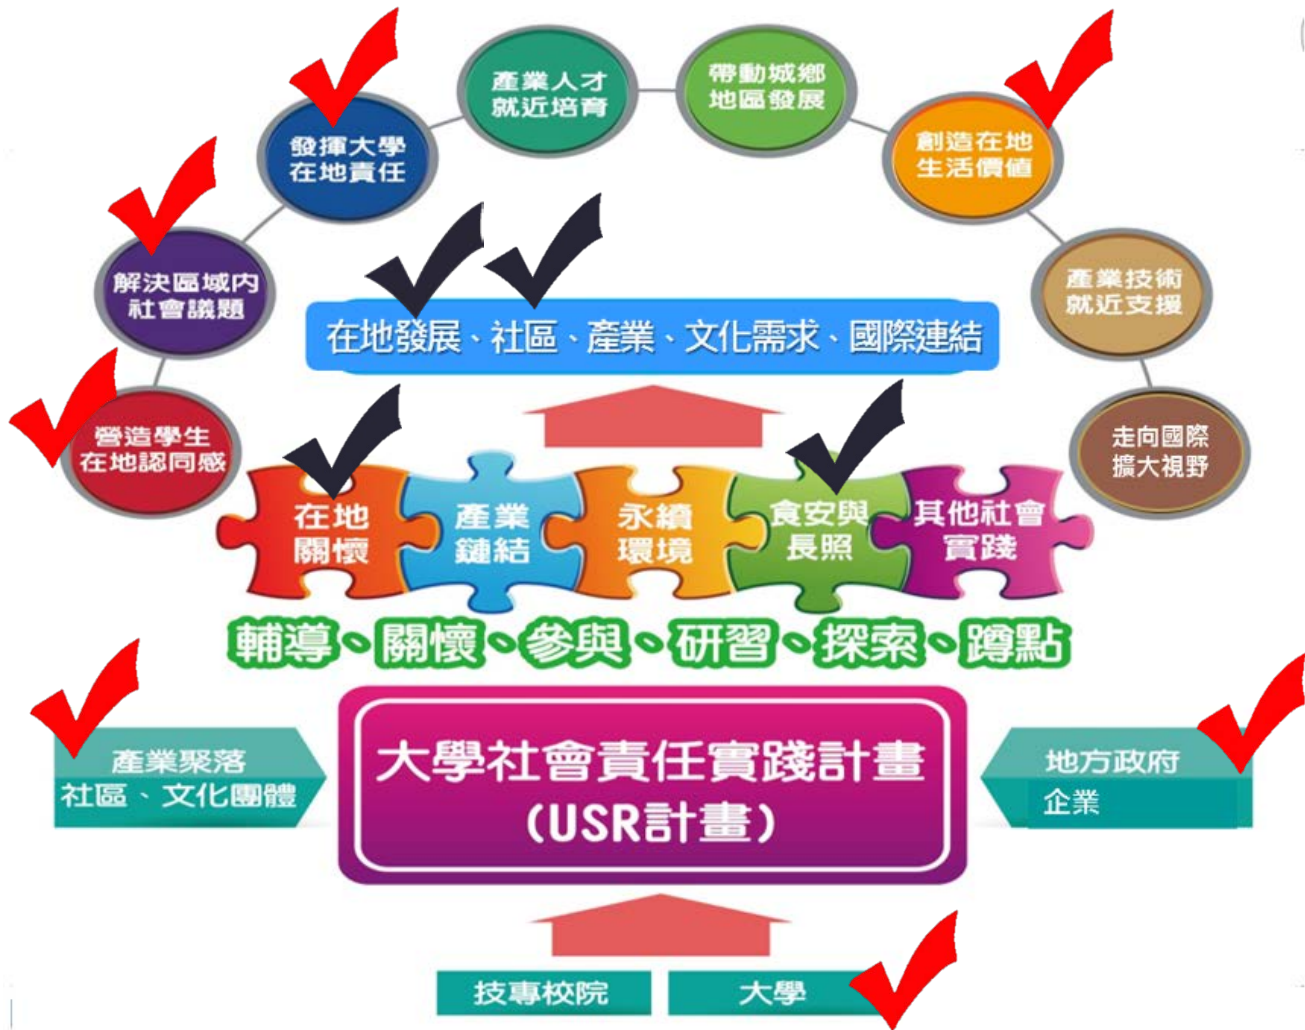 產業人才
就近培育
帶動城鄉
地區發展
發揮大學
在地責任
創造在地
生活價值
解決區域內
社會議題
產業技術
就近支援
營造學生
在地認同感
走向國際
擴大視野
在地發展、社區、產業、文化需求、國際連結
在地
關懷
產業
鏈結
永續
環境
食安與
長照
其他社會
實踐
輔導、關懷、參與、研習、探索、蹲點
產業聚落
社區、文化團體
大學社會責任實踐計畫
(USR計畫)
地方政府
企業
技專校院
大學